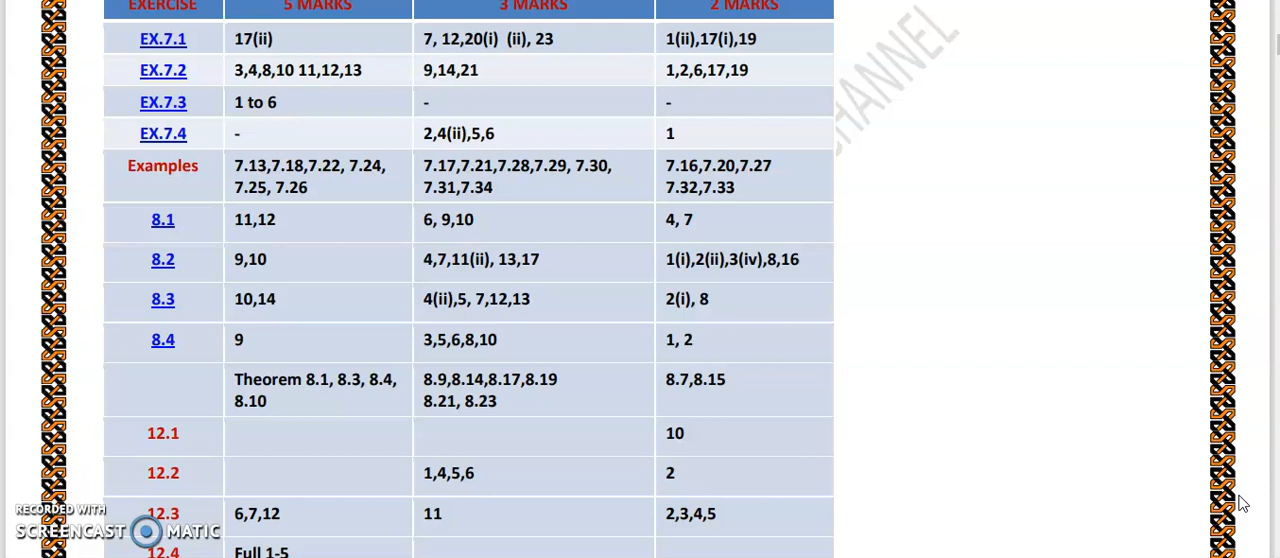 EXERCISE 5 MARKS 3 MARKS 2 MARKS
EX.7.1 17(ii) 7, 12,20(i) (ii), 23 1(ii),17(i),19
EX.7.2 3,4,8,10 11,12,13 9,14,21 1,2,6,17,19
EX.7.3 1 to 6 - -
EX.7.4 - 2,4(ii),5,6 1
Examples 7.13,7.18,7.22, 7.24, 7.17,7.21,7.28,7.29, 7.30, 7.16,7.20,7.27
7.25, 7.26 7.31,7.34 7.32,7.33
8.1 11,12 6, 9,10 4, 7
8.2 9,10 4,7,11(ii), 13,17 1(i),2(ii),3(iv),8,16
8.3 10,14 4(ii),5, 7,12,13 2(i), 8
8.4 9 3,5,6,8,10 1, 2
Theorem 8.1, 8.3, 8.4, 8.9,8.14,8.17,8.19 8.7,8.15
8.10 8.21, 8.23
12.1 10
12.2 1,4,5,6 2
12.3 6,7,12 11 2,3,4,5
12.4 Full 1-5
CHANNEL
RECORDED WITH
SCREENCAST MATIC